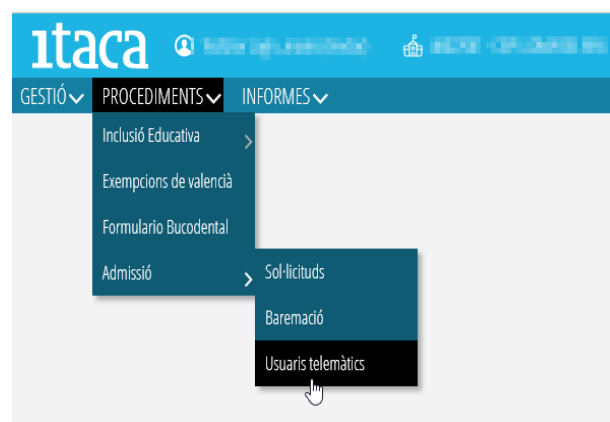 itaca
GESTIÓ PROCEDIMENTS INFORMES
Inclusió Educativa
Exempcions de valencià
Formulario Bucodental
Admissió
Sol·licituds
Baremació
Usuaris telemàtics